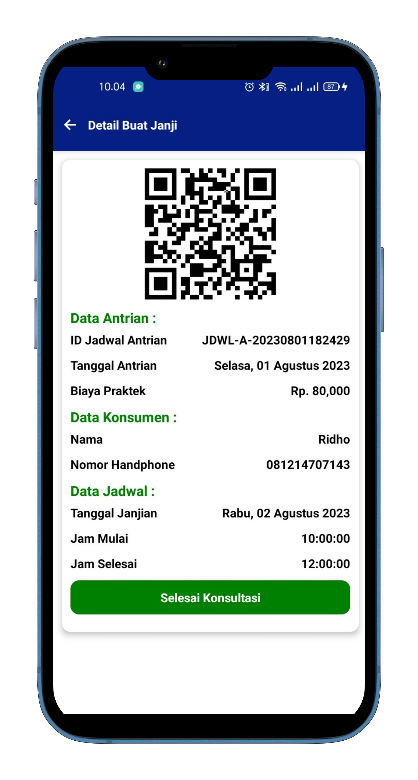 10.04
87
Detail Buat Janji
Data Antrian :
ID Jadwal Antrian JDWL-A-20230801182429
Tanggal Antrian Selasa, 01 Agustus 2023
Biaya Praktek Rp. 80,000
Data Konsumen :
Nama Ridho
Nomor Handphone 081214707143
Data Jadwal :
Tanggal Janjian Rabu, 02 Agustus 2023
Jam Mulai 10:00:00
Jam Selesai 12:00:00
Selesai Konsultasi